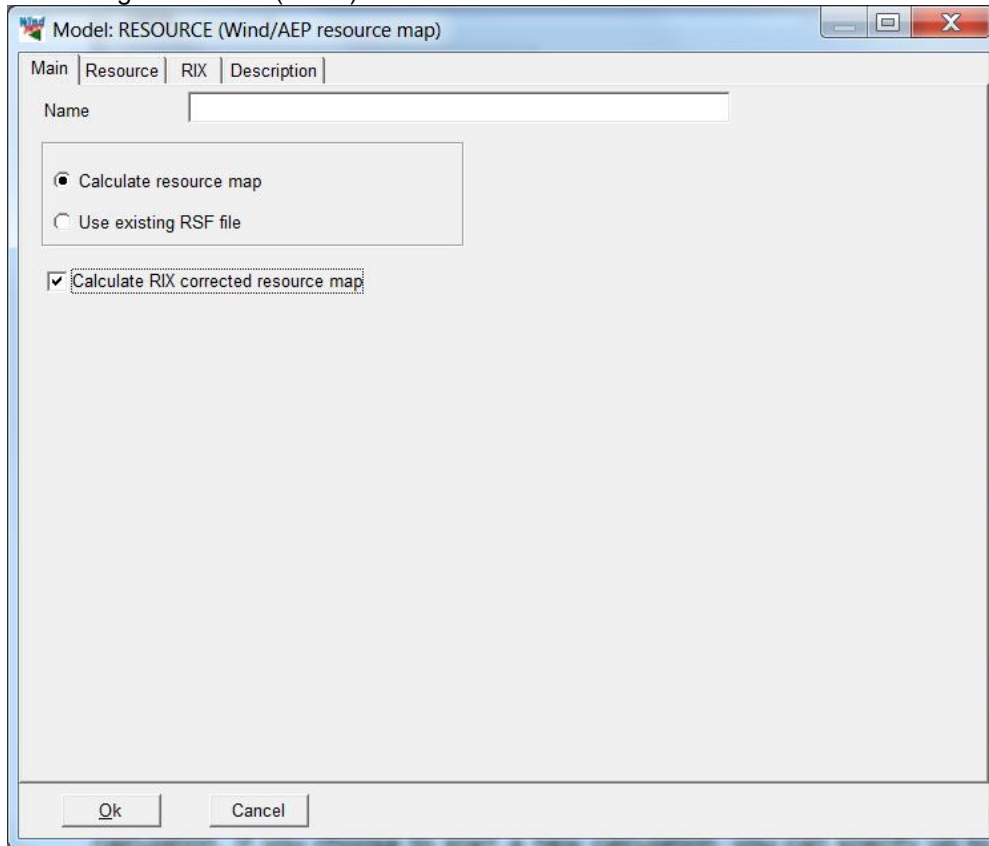 Model: RESOURCE (Wind/AEP resource map)
Main Resource RIX Description
Name
Calculate resource map
Use existing RSF file
Calculate RIX corrected resource map
Ok Cancel